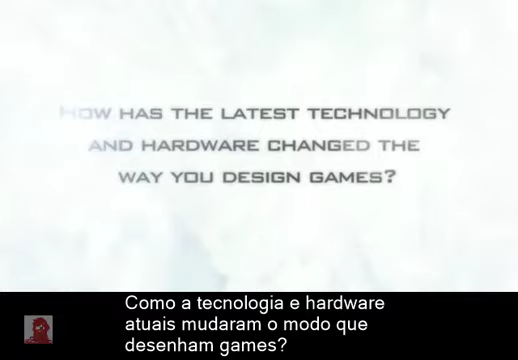 HOW HAS THE LATEST TECHNOLOGY
AND HARDWARE CHANGED THE
WAY YOU DESIGN GAMES?
Como a tecnologia e hardware
atuais mudaram o modo que
desenham games?